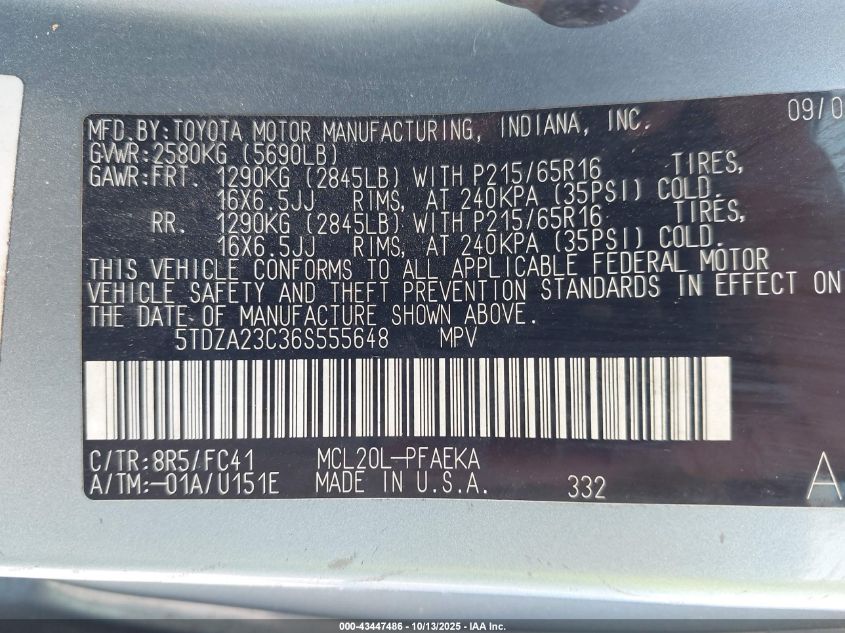 MFD.BY:TOYOTA MOTOR MANUFACTURING, INDIANA, INC. 09/0
GVWR:2580KG (5690LB)
GAWR:FRT. 1290KG (2845LB) WITH P215/65R16 TIRES,
16X6.5JJ RIMS, AT 240KPA (35PSI) COLD.
RR. 1290KG (2845LB) WITH P215/65R16 TIRES,
16X6.5JJ RIMS, AT 240KPA (35PSI) COLD.
THIS VEHICLE CONFORMS TO ALL APPLICABLE FEDERAL MOTOR
VEHICLE SAFETY AND THEFT PREVENTION STANDARDS IN EFFECT ON
THE DATE OF MANUFACTURE SHOWN ABOVE.
5TDZA23C36S555648 MPV
C/TR:8R5/FC41 MCL20L-PFAEKA
A/TM:-01A/U151E MADE IN U.S.A. 332 A
000-43447486 | 10/13/2025 | IAA Inc.